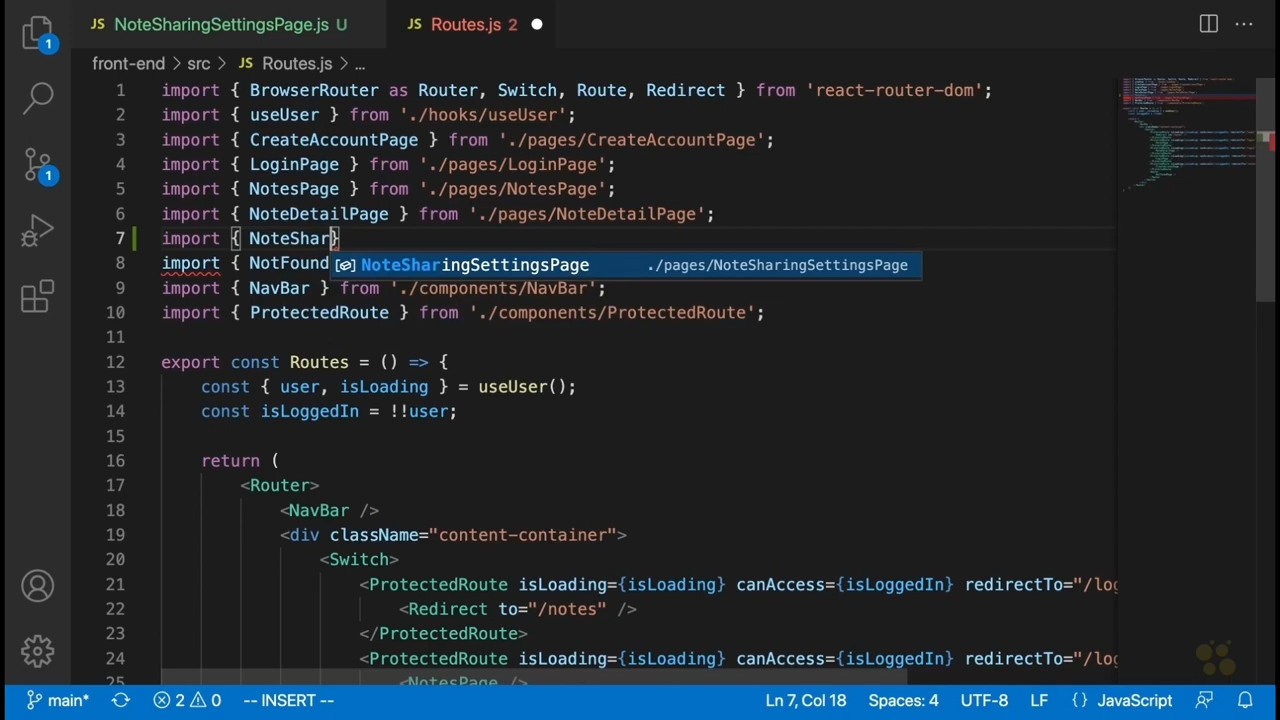 JS NoteSharingSettingsPage.js U
JS Routes.js 2
front-end > src > JS Routes.js > ...
1 import { BrowserRouter as Router, Switch, Route, Redirect } from 'react-router-dom';
2 import { useUser } from './hooks/useUser';
3 import { CreateAccountPage } from './pages/CreateAccountPage';
4 import { LoginPage } from './pages/LoginPage';
5 import { NotesPage } from './pages/NotesPage';
6 import { NoteDetailPage } from './pages/NoteDetailPage';
7 import { NoteShar}
NoteSharingSettingsPage ./pages/NoteSharingSettingsPage
8 import { NotFound
9 import { NavBar } from './components/NavBar';
10 import { ProtectedRoute } from './components/ProtectedRoute';
11
12 export const Routes = () => {
13 const { user, isLoading } = useUser();
14 const isLoggedIn = !!user;
15
16 return (
17 <Router>
18 <NavBar />
19 <div className="content-container">
20 <Switch>
21 <ProtectedRoute isLoading={isLoading} canAccess={isLoggedIn} redirectTo="/log
22 <Redirect to="/notes" />
23 </ProtectedRoute>
24 <ProtectedRoute isLoading={isLoading} canAccess={isLoggedIn} redirectTo="/log
25 <NotesPage />
1
1
main* 2 0 -- INSERT -- Ln 7, Col 18 Spaces: 4 UTF-8 LF {} JavaScript